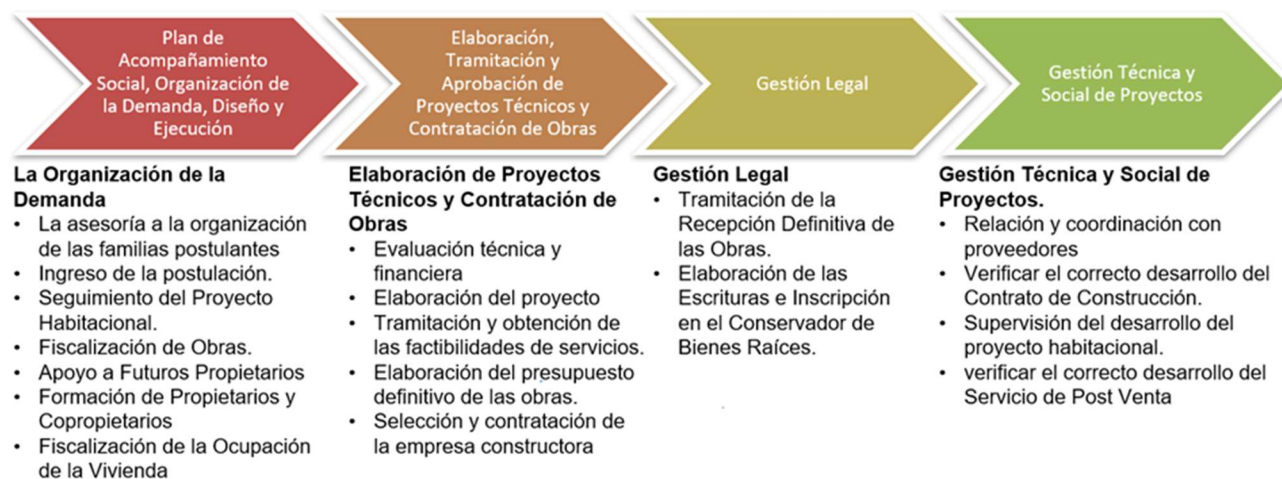 Plan de
Acompañamiento
Social, Organización de
la Demanda, Diseño y
Ejecución
Elaboración,
Tramitación y
Aprobación de
Proyectos Técnicos y
Contratación de Obras
Gestión Legal
Gestión Técnica y
Social de Proyectos
La Organización de la
Demanda
• La asesoría a la organización
de las familias postulantes
• Ingreso de la postulación.
• Seguimiento del Proyecto
Habitacional.
• Fiscalización de Obras.
• Apoyo a Futuros Propietarios
• Formación de Propietarios y
Copropietarios
• Fiscalización de la Ocupación
de la Vivienda
Elaboración de Proyectos
Técnicos y Contratación de
Obras
• Evaluación técnica y
financiera
• Elaboración del proyecto
• Tramitación y obtención de
las factibilidades de servicios.
• Elaboración del presupuesto
definitivo de las obras.
• Selección y contratación de
la empresa constructora
Gestión Legal
• Tramitación de la
Recepción Definitiva de
las Obras.
• Elaboración de las
Escrituras e Inscripción
en el Conservador de
Bienes Raíces.
Gestión Técnica y Social de
Proyectos.
• Relación y coordinación con
proveedores
• Verificar el correcto desarrollo del
Contrato de Construcción.
• Supervisión del desarrollo del
proyecto habitacional.
• verificar el correcto desarrollo del
Servicio de Post Venta